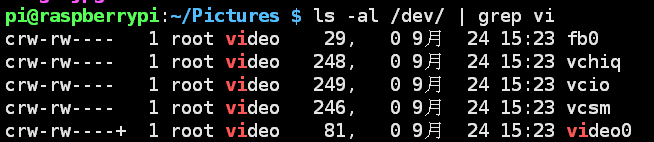 pi@raspberrypi:~/Pictures $ ls -al /dev/ | grep vi
crw-rw----   1 root video    29,   0 9月   24 15:23 fb0
crw-rw----   1 root video   248,   0 9月   24 15:23 vchiq
crw-rw----   1 root video   249,   0 9月   24 15:23 vcio
crw-rw----   1 root video   246,   0 9月   24 15:23 vcsm
crw-rw----+  1 root video    81,   0 9月   24 15:23 video0